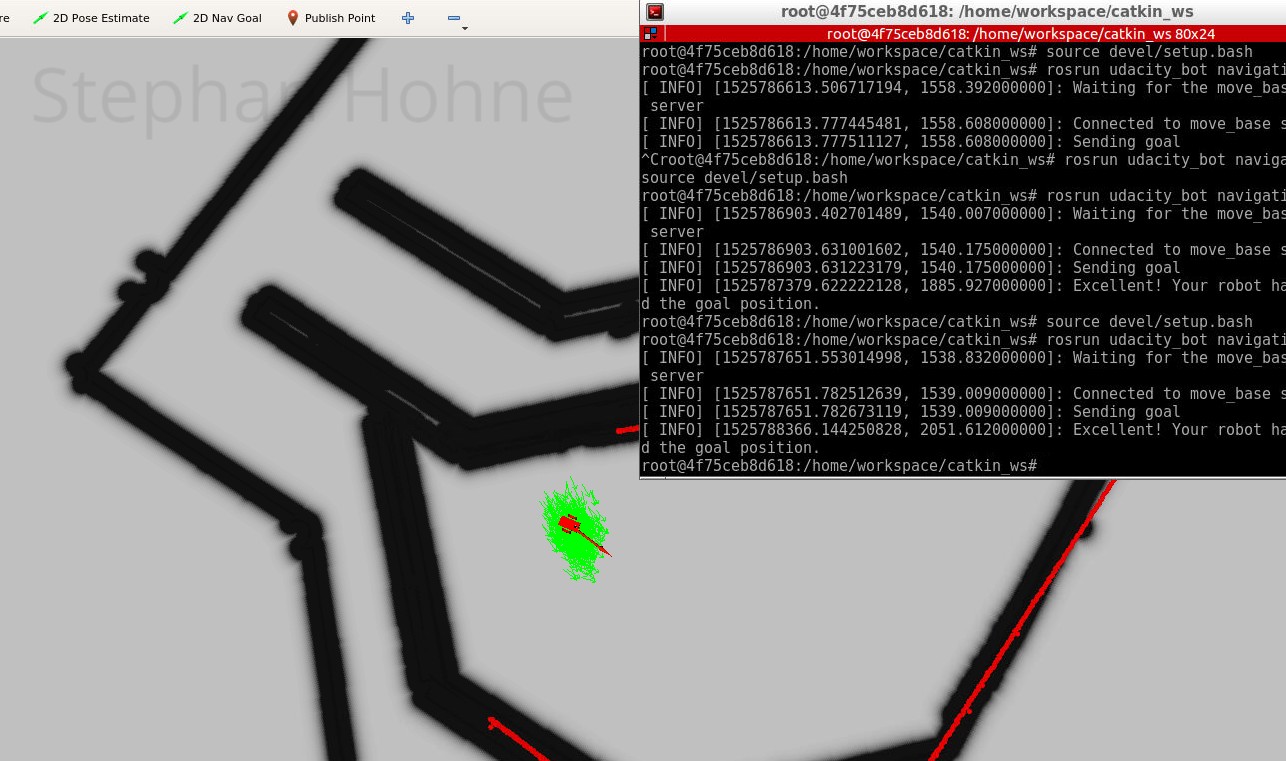 re 2D Pose Estimate 2D Nav Goal Publish Point
Stephan Hohne
root@4f75ceb8d618: /home/workspace/catkin_ws
root@4f75ceb8d618: /home/workspace/catkin_ws 80x24
root@4f75ceb8d618:/home/workspace/catkin_ws# source devel/setup.bash
root@4f75ceb8d618:/home/workspace/catkin_ws# rosrun udacity_bot navigati
[ INFO] [1525786613.506717194, 1558.392000000]: Waiting for the move_bas
server
[ INFO] [1525786613.777445481, 1558.608000000]: Connected to move_base s
[ INFO] [1525786613.777511127, 1558.608000000]: Sending goal
^Croot@4f75ceb8d618:/home/workspace/catkin_ws# rosrun udacity_bot naviga
source devel/setup.bash
root@4f75ceb8d618:/home/workspace/catkin_ws# rosrun udacity_bot navigati
[ INFO] [1525786903.402701489, 1540.007000000]: Waiting for the move_bas
server
[ INFO] [1525786903.631001602, 1540.175000000]: Connected to move_base s
[ INFO] [1525786903.631223179, 1540.175000000]: Sending goal
[ INFO] [1525787379.622222128, 1885.927000000]: Excellent! Your robot ha
d the goal position.
root@4f75ceb8d618:/home/workspace/catkin_ws# source devel/setup.bash
root@4f75ceb8d618:/home/workspace/catkin_ws# rosrun udacity_bot navigati
[ INFO] [1525787651.553014998, 1538.832000000]: Waiting for the move_bas
server
[ INFO] [1525787651.782512639, 1539.009000000]: Connected to move_base s
[ INFO] [1525787651.782673119, 1539.009000000]: Sending goal
[ INFO] [1525788366.144250828, 2051.612000000]: Excellent! Your robot ha
d the goal position.
root@4f75ceb8d618:/home/workspace/catkin_ws#